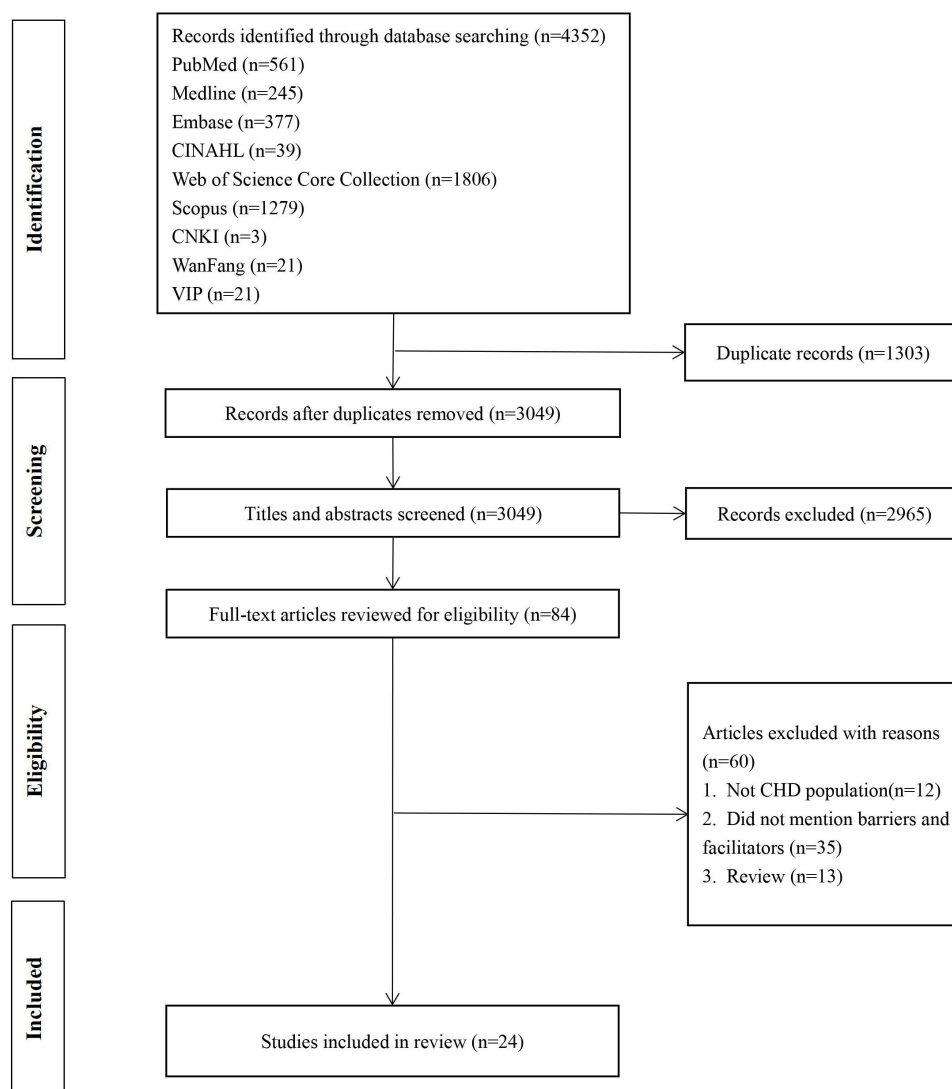 Identification
Records identified through database searching (n=4352)
PubMed (n=561)
Medline (n=245)
Embase (n=377)
CINAHL (n=39)
Web of Science Core Collection (n=1806)
Scopus (n=1279)
CNKI (n=3)
WanFang (n=21)
VIP (n=21)
Duplicate records (n=1303)
Screening
Records after duplicates removed (n=3049)
Titles and abstracts screened (n=3049)
Records excluded (n=2965)
Full-text articles reviewed for eligibility (n=84)
Eligibility
Articles excluded with reasons
(n=60)
1. Not CHD population(n=12)
2. Did not mention barriers and
facilitators (n=35)
3. Review (n=13)
Included
Studies included in review (n=24)